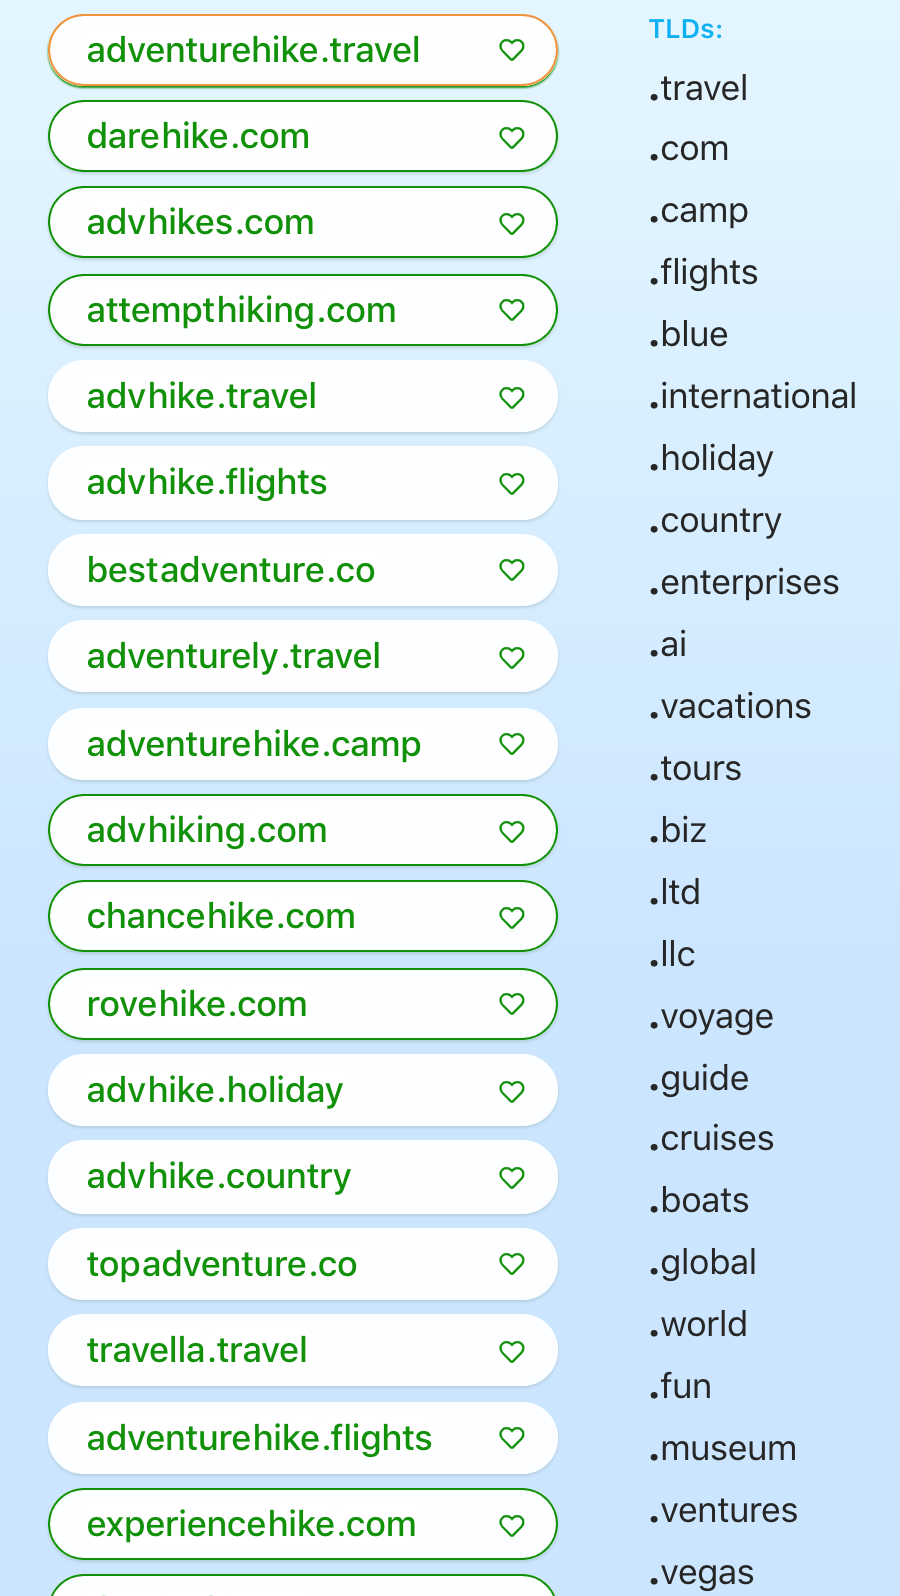 adventurehike.travel
darehike.com
advhikes.com
attempthiking.com
advhike.travel
advhike.flights
bestadventure.co
adventurely.travel
adventurehike.camp
advhiking.com
chancehike.com
rovehike.com
advhike.holiday
advhike.country
topadventure.co
travella.travel
adventurehike.flights
experiencehike.com
TLDs:
.travel
.com
.camp
.flights
.blue
.international
.holiday
.country
.enterprises
.ai
.vacations
.tours
.biz
.ltd
.llc
.voyage
.guide
.cruises
.boats
.global
.world
.fun
.museum
.ventures
.vegas